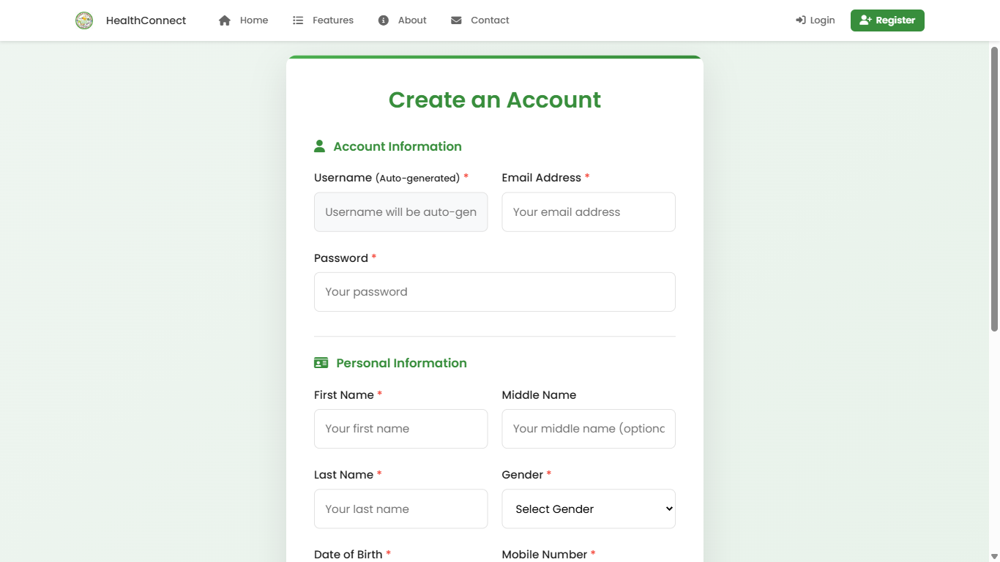 HealthConnect Home Features About Contact Login Register
Create an Account
Account Information
Username (Auto-generated) * Email Address *
Username will be auto-gen Your email address
Password *
Your password
Personal Information
First Name * Middle Name
Your first name Your middle name (optiona
Last Name * Gender *
Your last name Select Gender
Date of Birth * Mobile Number *